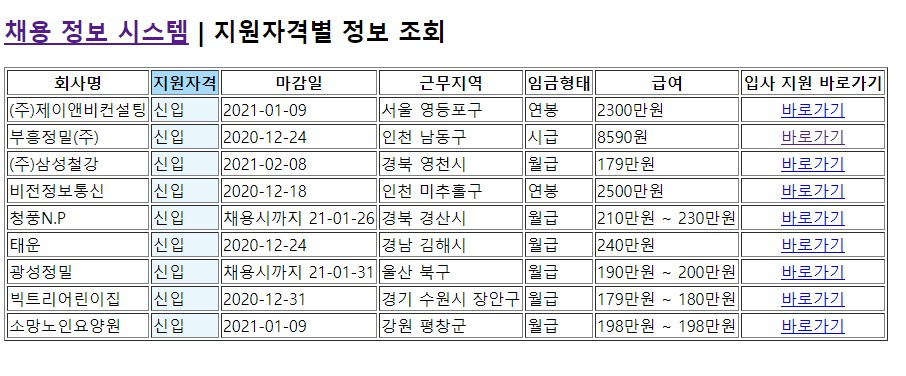 채용 정보 시스템 | 지원자격별 정보 조회
회사명 지원자격 마감일 근무지역 임금형태 급여 입사 지원 바로가기
(주)제이앤비컨설팅 신입 2021-01-09 서울 영등포구 연봉 2300만원 바로가기
부흥정밀(주) 신입 2020-12-24 인천 남동구 시급 8590원 바로가기
(주)삼성철강 신입 2021-02-08 경북 영천시 월급 179만원 바로가기
비전정보통신 신입 2020-12-18 인천 미추홀구 연봉 2500만원 바로가기
청풍N.P 신입 채용시까지 21-01-26 경북 경산시 월급 210만원 ~ 230만원 바로가기
태운 신입 2020-12-24 경남 김해시 월급 240만원 바로가기
광성정밀 신입 채용시까지 21-01-31 울산 북구 월급 190만원 ~ 200만원 바로가기
빅트리어린이집 신입 2020-12-31 경기 수원시 장안구 월급 179만원 ~ 180만원 바로가기
소망노인요양원 신입 2021-01-09 강원 평창군 월급 198만원 ~ 198만원 바로가기